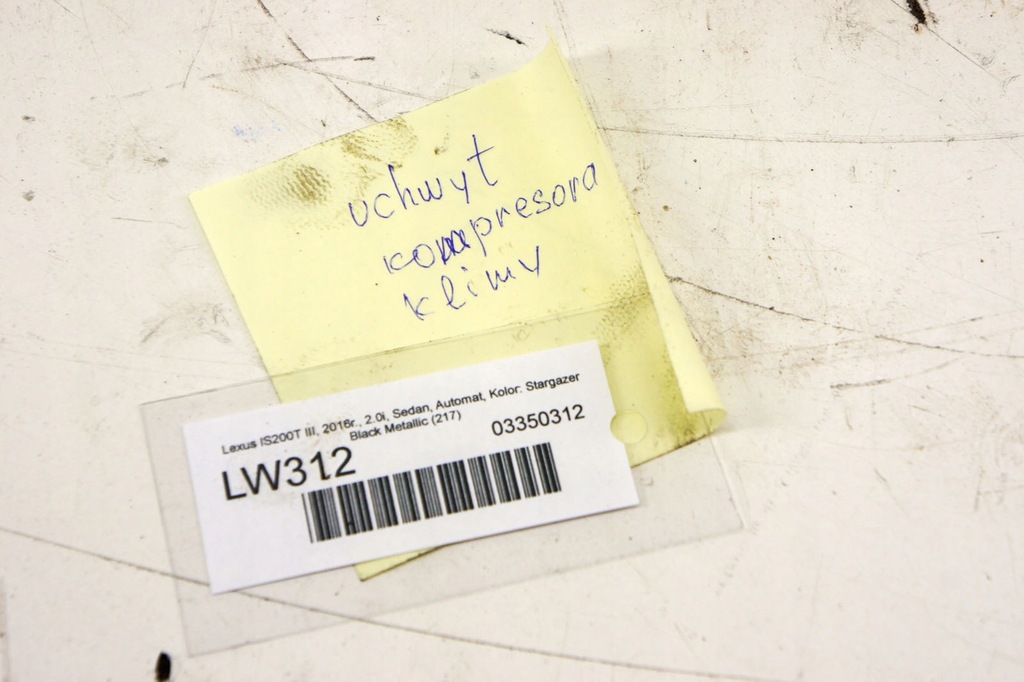 uchwyt
kompresora
klimy
Lexus IS200T III, 2016r., 2.0i, Sedan, Automat, Kolor: Stargazer
Black Metallic (217)
03350312
LW312